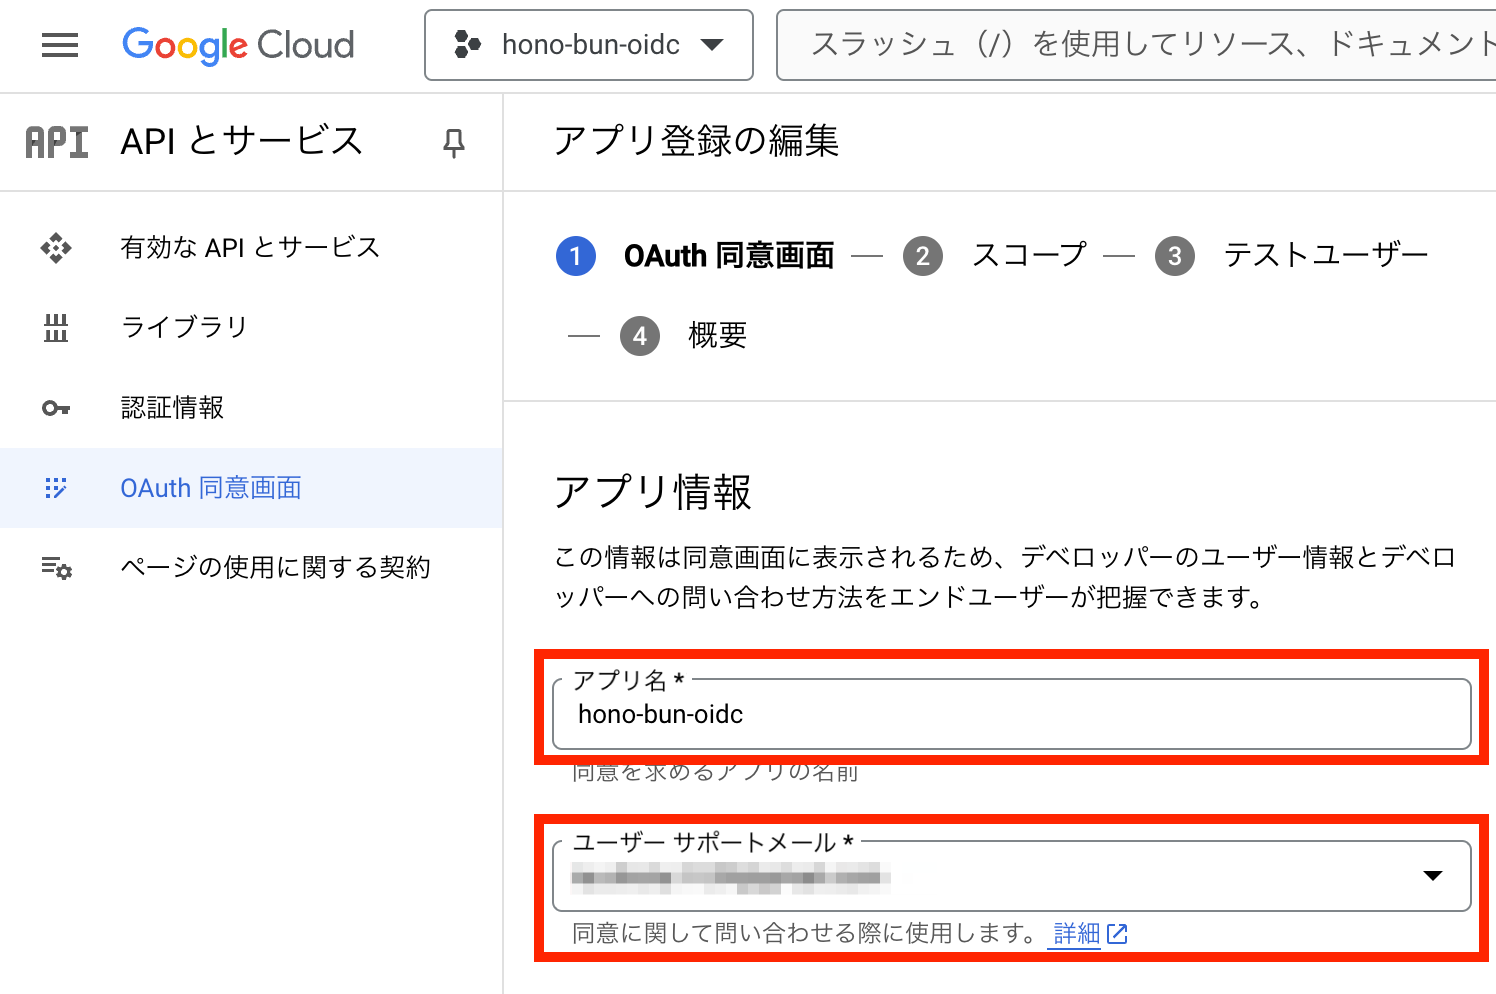 Google Cloud
hono-bun-oidc
スラッシュ（/）を使用してリソース、ドキュメント
API
API とサービス
アプリ登録の編集
有効な API とサービス
ライブラリ
認証情報
OAuth 同意画面
ページの使用に関する契約
1 OAuth 同意画面 — 2 スコープ — 3 テストユーザー
— 4 概要
アプリ情報
この情報は同意画面に表示されるため、デベロッパーのユーザー情報とデベロ
ッパーへの問い合わせ方法をエンドユーザーが把握できます。
アプリ名 *
hono-bun-oidc
同意を求めるアプリの名前
ユーザー サポートメール *
同意に関して問い合わせる際に使用します。 詳細